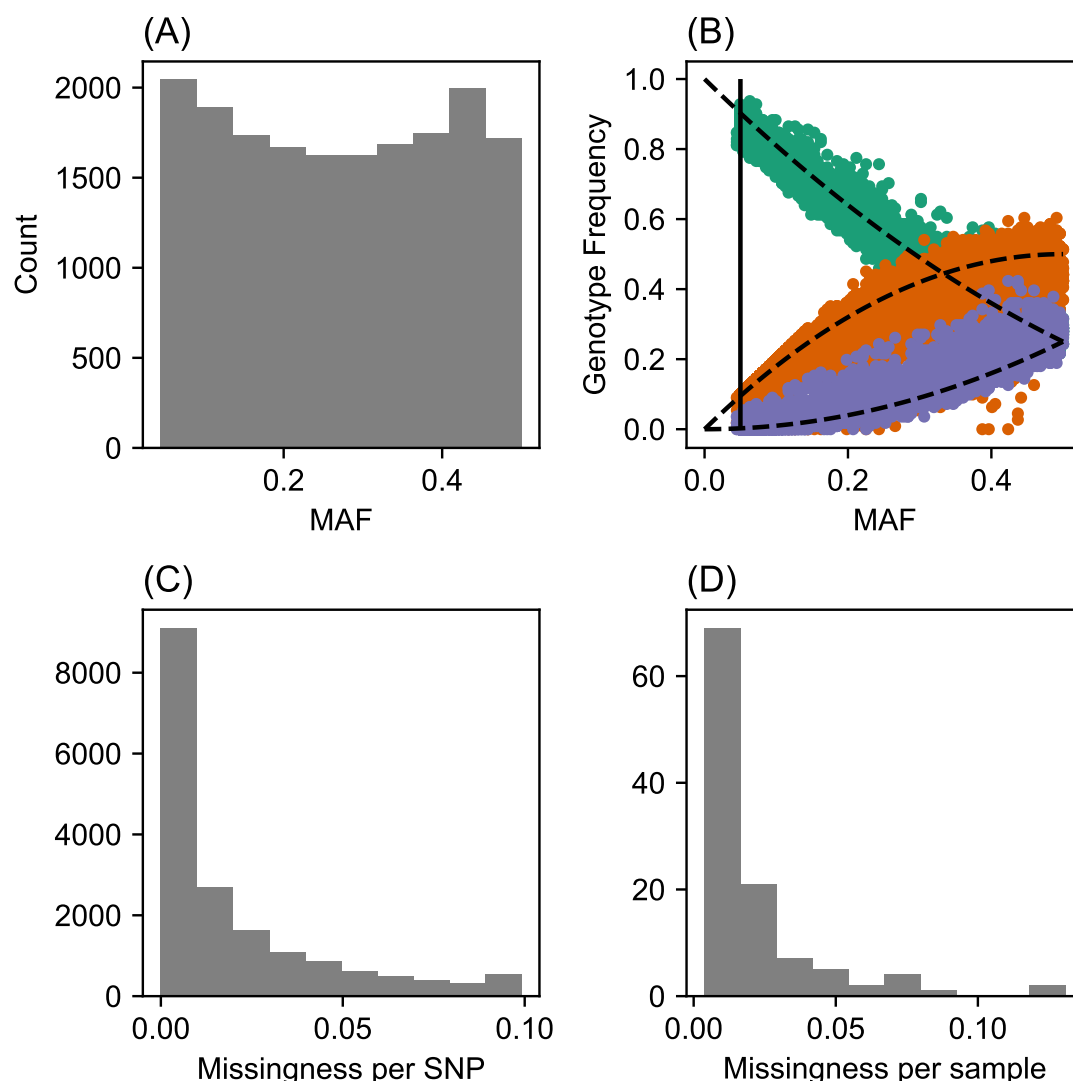 (A)
2000
1500
1000
500
0
Count
0.2 0.4
MAF
(B)
1.0
0.8
0.6
0.4
0.2
0.0
Genotype Frequency
0.0 0.2 0.4
MAF
(C)
8000
6000
4000
2000
0
0.00 0.05 0.10
Missingness per SNP
(D)
60
40
20
0
0.00 0.05 0.10
Missingness per sample